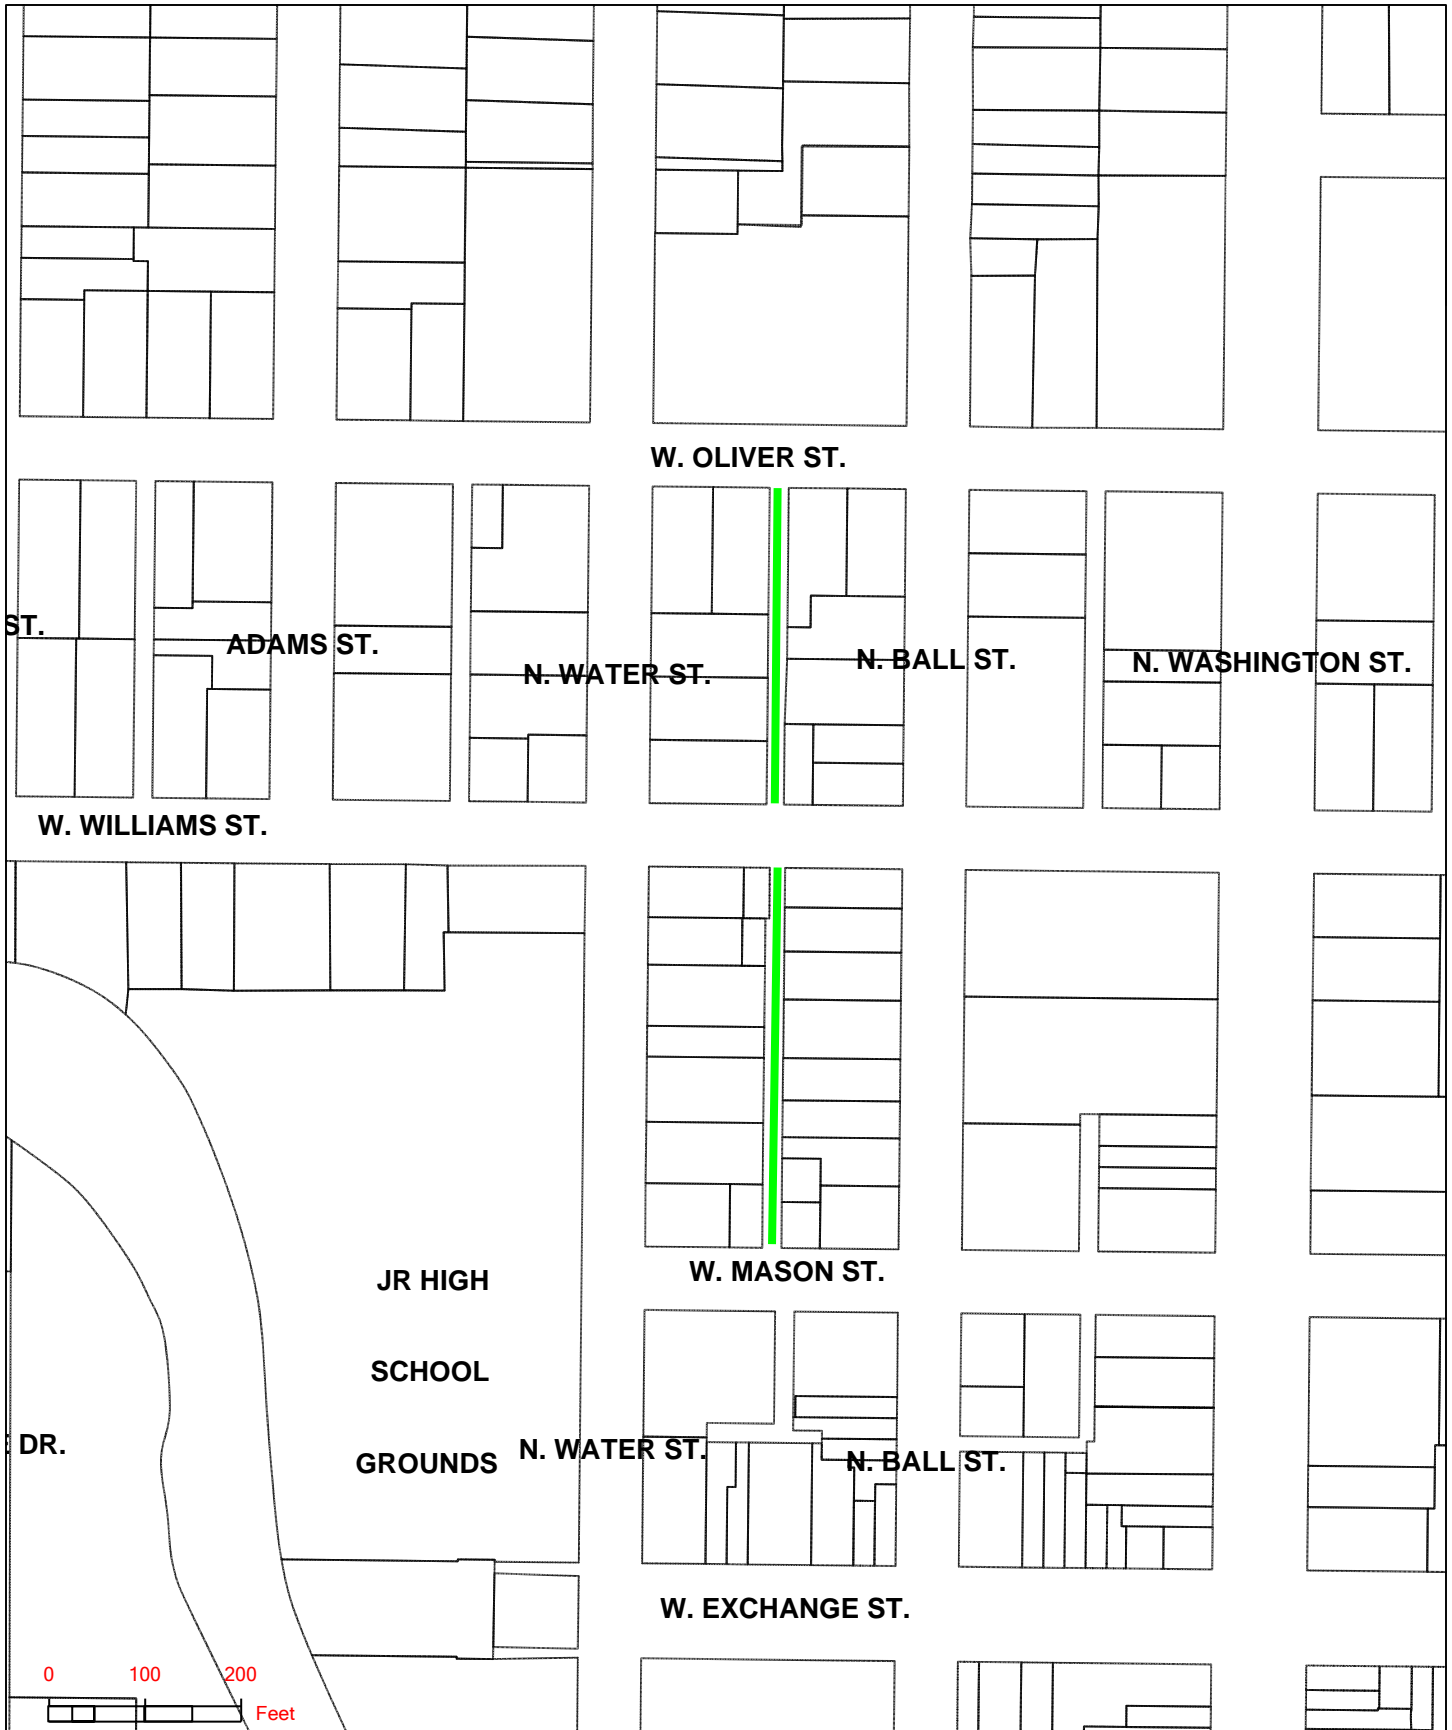 W. OLIVER ST.
ST.
ADAMS ST.
N. WATER ST.
N. BALL ST.
N. WASHINGTON ST.
W. WILLIAMS ST.
W. MASON ST.
JR HIGH
SCHOOL
GROUNDS
DR.
N. WATER ST.
N. BALL ST.
W. EXCHANGE ST.
0 100 200
Feet